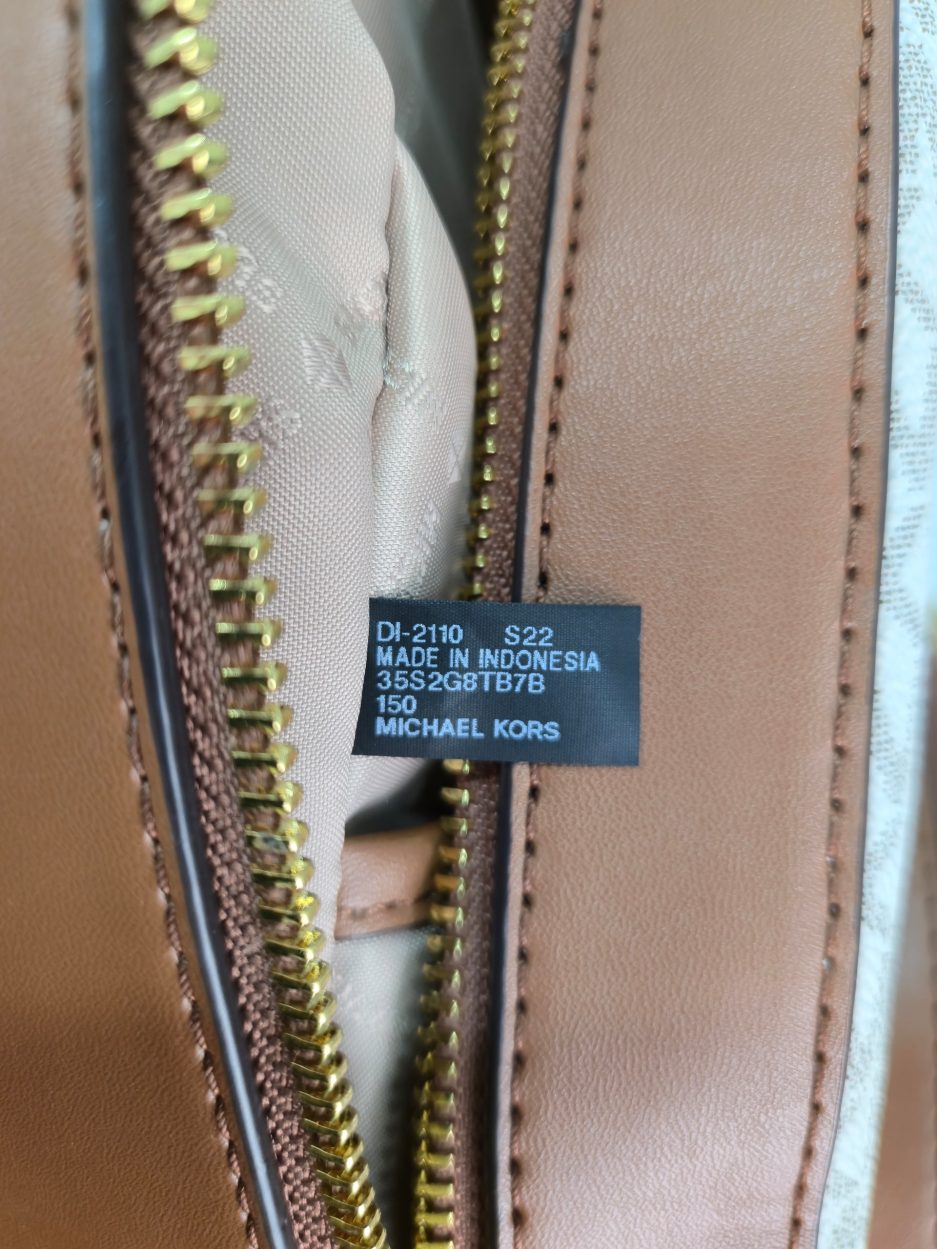 DI-2110 S22
MADE IN INDONESIA
35S2G8TB7B
150
MICHAEL KORS